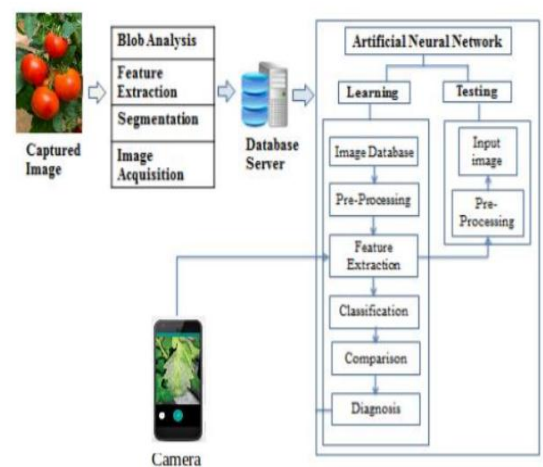 Captured
Image
Blob Analysis
Feature
Extraction
Segmentation
Image
Acquisition
Database
Server
Artificial Neural Network
Learning
Testing
Image Database
Pre-Processing
Feature
Extraction
Classification
Comparison
Diagnosis
Input
image
Pre-
Processing
Camera